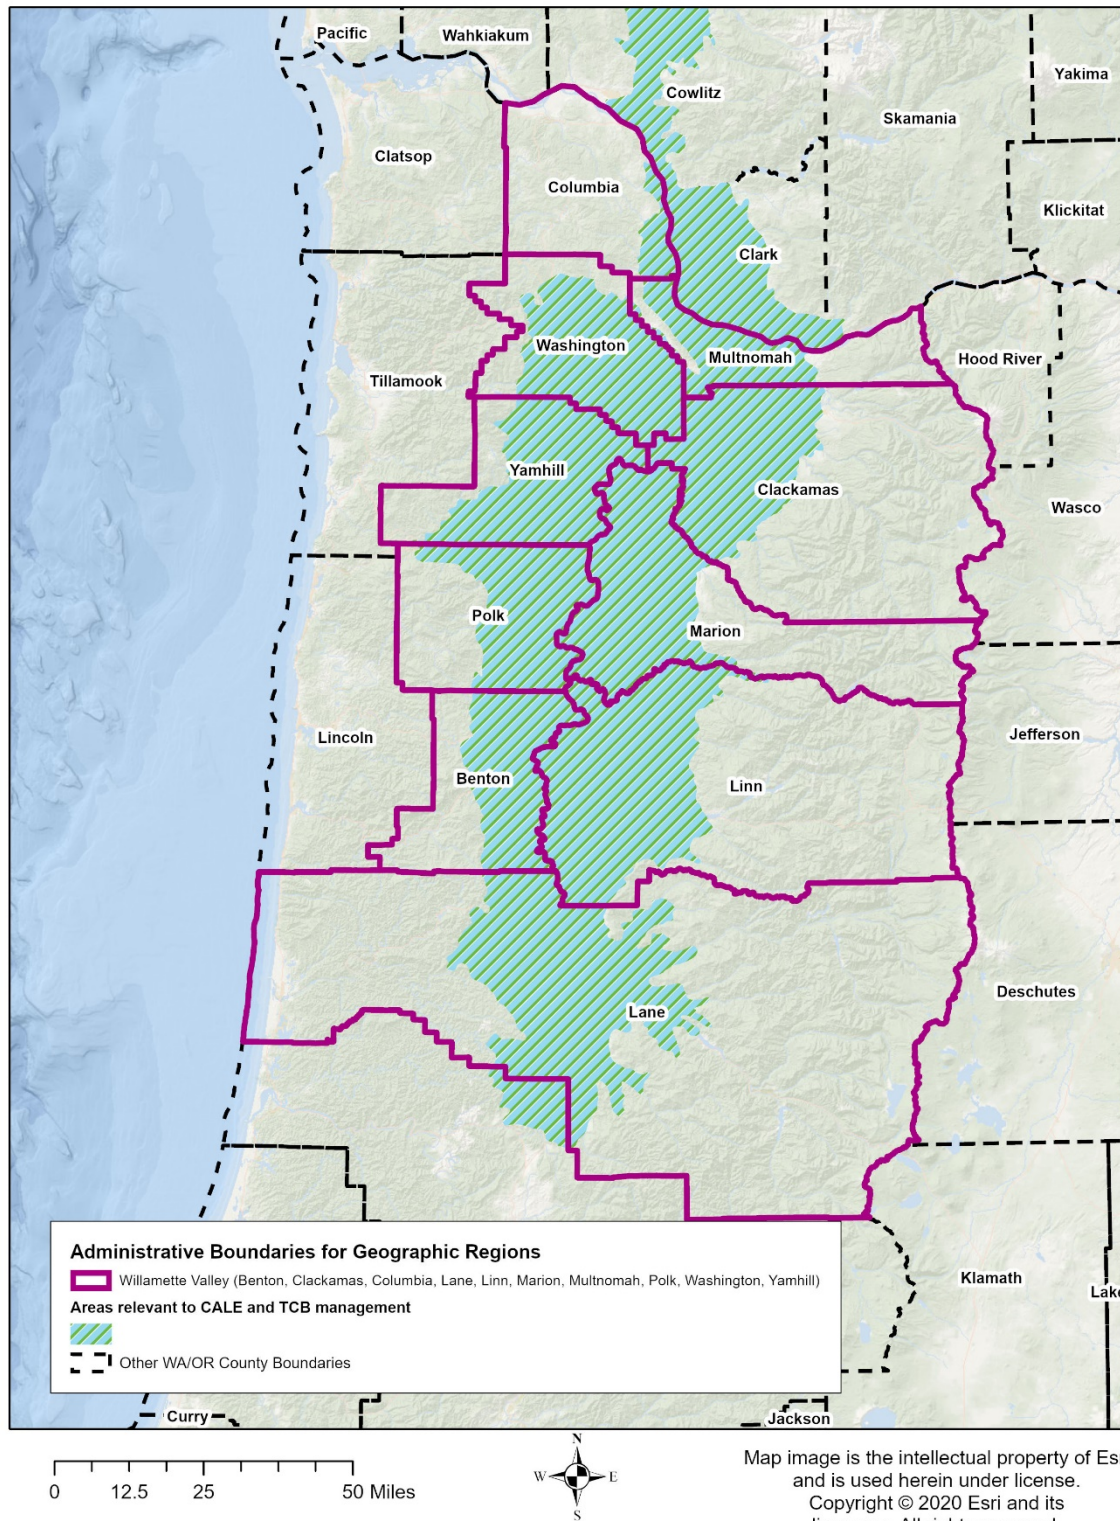 Pacific
Wahkiakum
Cowlitz
Yakima
Skamania
Clatsop
Columbia
Klickitat
Clark
Washington
Multnomah
Hood River
Tillamook
Yamhill
Clackamas
Wasco
Polk
Marion
Lincoln
Jefferson
Benton
Linn
Deschutes
Lane
Klamath
Lake
Curry
Jackson
Administrative Boundaries for Geographic Regions
Willamette Valley (Benton, Clackamas, Columbia, Lane, Linn, Marion, Multnomah, Polk, Washington, Yamhill)
Areas relevant to CALE and TCB management
Other WA/OR County Boundaries
0 12.5 25 50 Miles
N
W E
S
Map image is the intellectual property of Esri
and is used herein under license.
Copyright © 2020 Esri and its